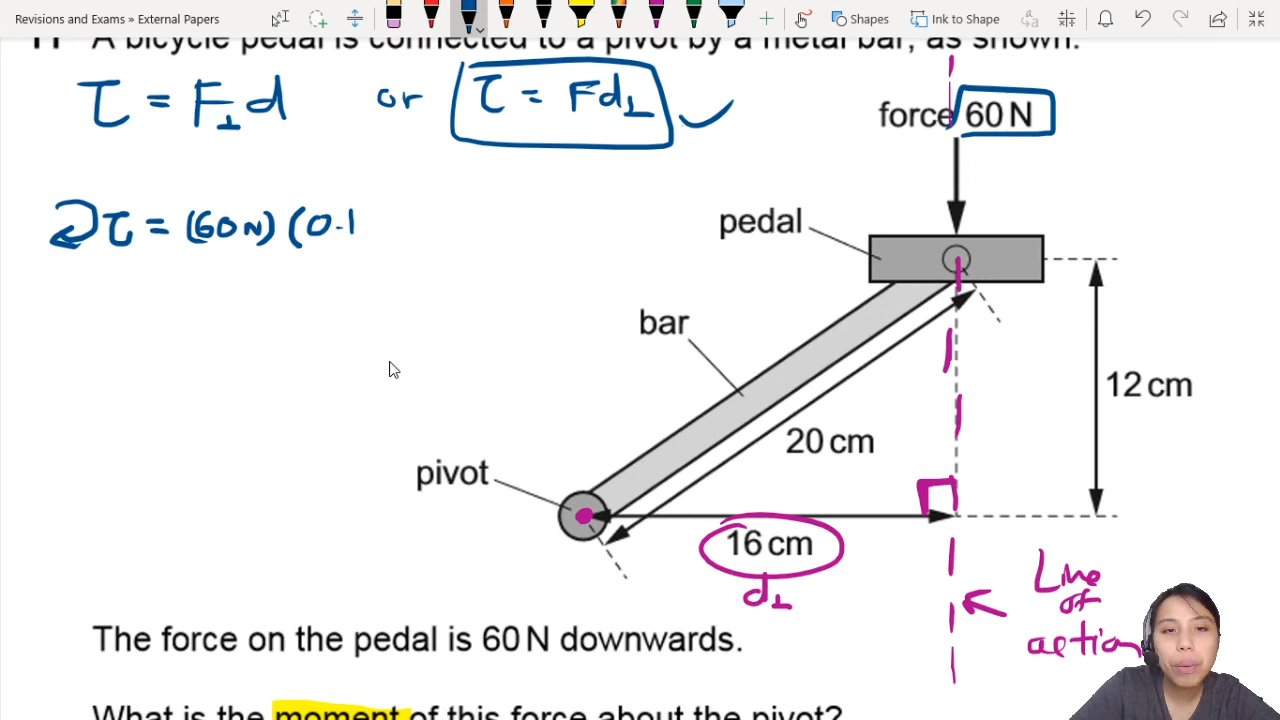 Revisions and Exams » External Papers
Shapes
Ink to Shape
A bicycle pedal is connected to a pivot by a metal bar, as shown.
τ = F⊥d or τ = Fd⊥ ✓
force 60 N
τ = (60N) (0.1
pedal
bar
12 cm
20 cm
pivot
16 cm
d⊥
Line
of
action
The force on the pedal is 60 N downwards.
What is the moment of this force about the pivot?